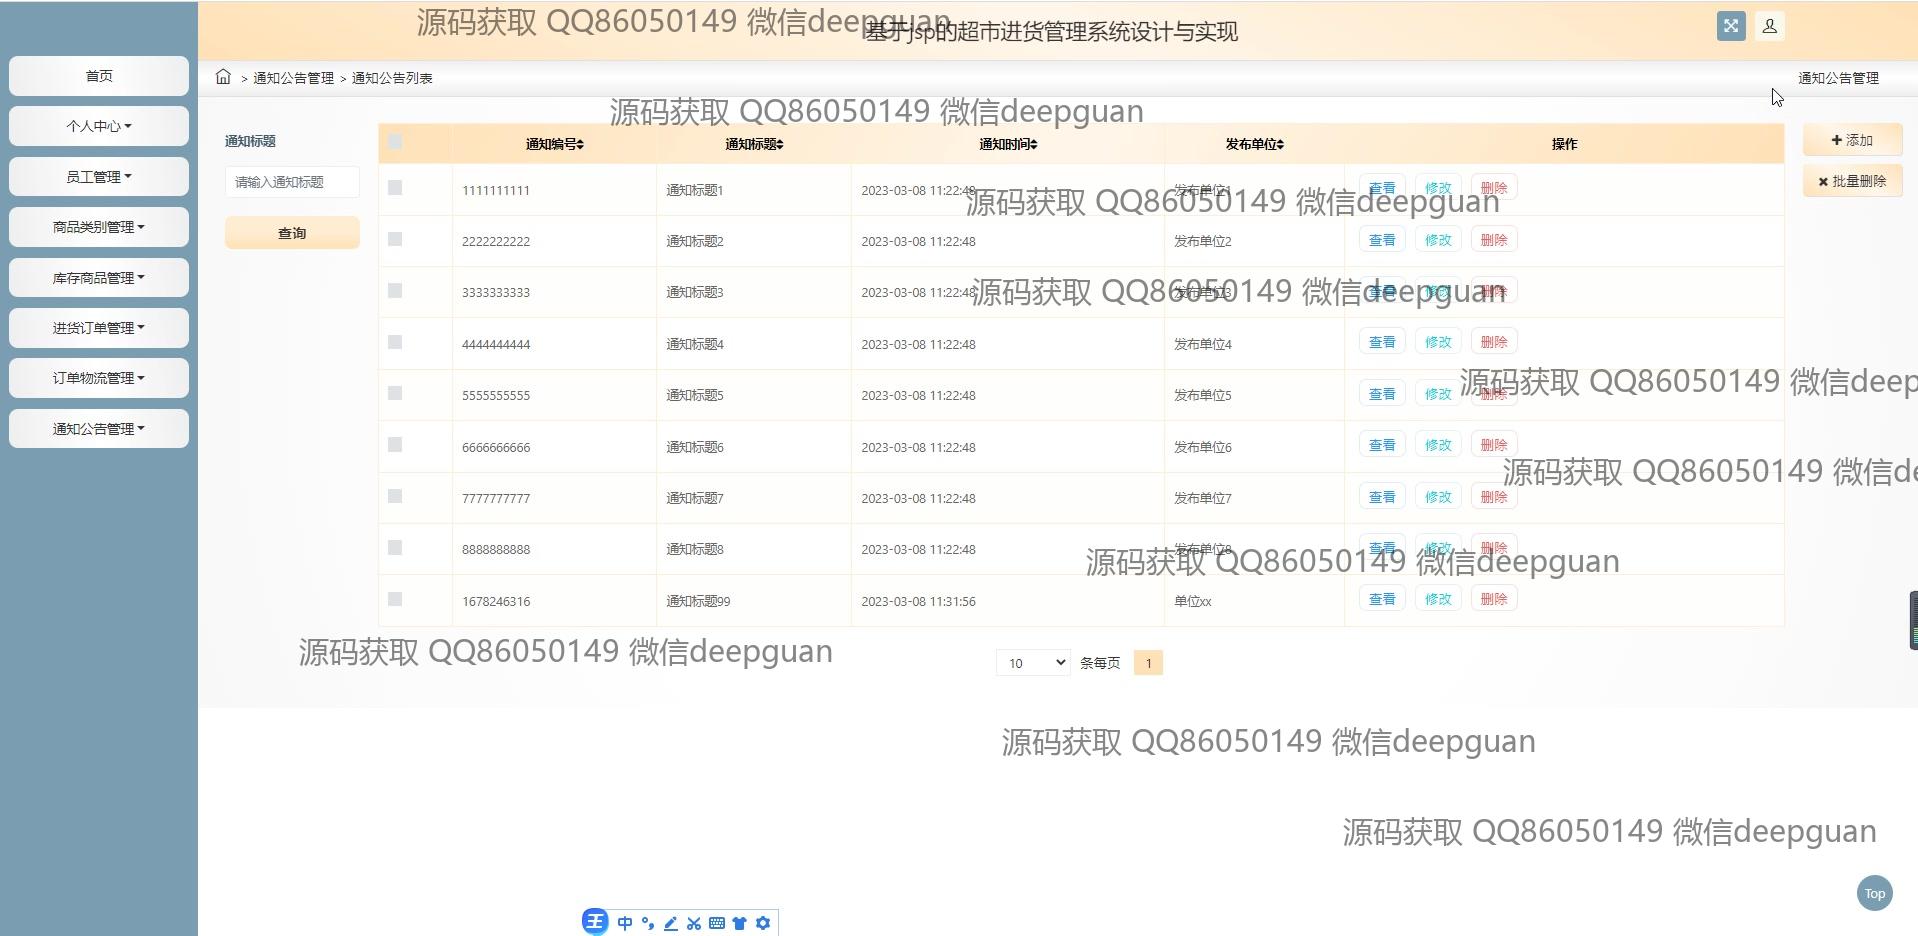 源码获取 QQ86050149 微信deepguan
基于jsp的超市进货管理系统设计与实现
首页
个人中心
员工管理
商品类别管理
库存商品管理
进货订单管理
订单物流管理
通知公告管理
> 通知公告管理 > 通知公告列表
通知公告管理
源码获取 QQ86050149 微信deepguan
通知标题
请输入通知标题
查询
通知编号 通知标题 通知时间 发布单位 操作
添加
批量删除
1111111111 通知标题1 2023-03-08 11:22:48 发布单位1 查看 修改 删除
源码获取 QQ86050149 微信deepguan
2222222222 通知标题2 2023-03-08 11:22:48 发布单位2 查看 修改 删除
3333333333 通知标题3 2023-03-08 11:22:48 发布单位3 查看 修改 删除
源码获取 QQ86050149 微信deepguan
4444444444 通知标题4 2023-03-08 11:22:48 发布单位4 查看 修改 删除
源码获取 QQ86050149 微信deep
5555555555 通知标题5 2023-03-08 11:22:48 发布单位5 查看 修改 删除
6666666666 通知标题6 2023-03-08 11:22:48 发布单位6 查看 修改 删除
源码获取 QQ86050149 微信de
7777777777 通知标题7 2023-03-08 11:22:48 发布单位7 查看 修改 删除
8888888888 通知标题8 2023-03-08 11:22:48 发布单位8 查看 修改 删除
源码获取 QQ86050149 微信deepguan
1678246316 通知标题99 2023-03-08 11:31:56 单位xx 查看 修改 删除
源码获取 QQ86050149 微信deepguan
10 条每页 1
源码获取 QQ86050149 微信deepguan
源码获取 QQ86050149 微信deepguan
Top
王 中